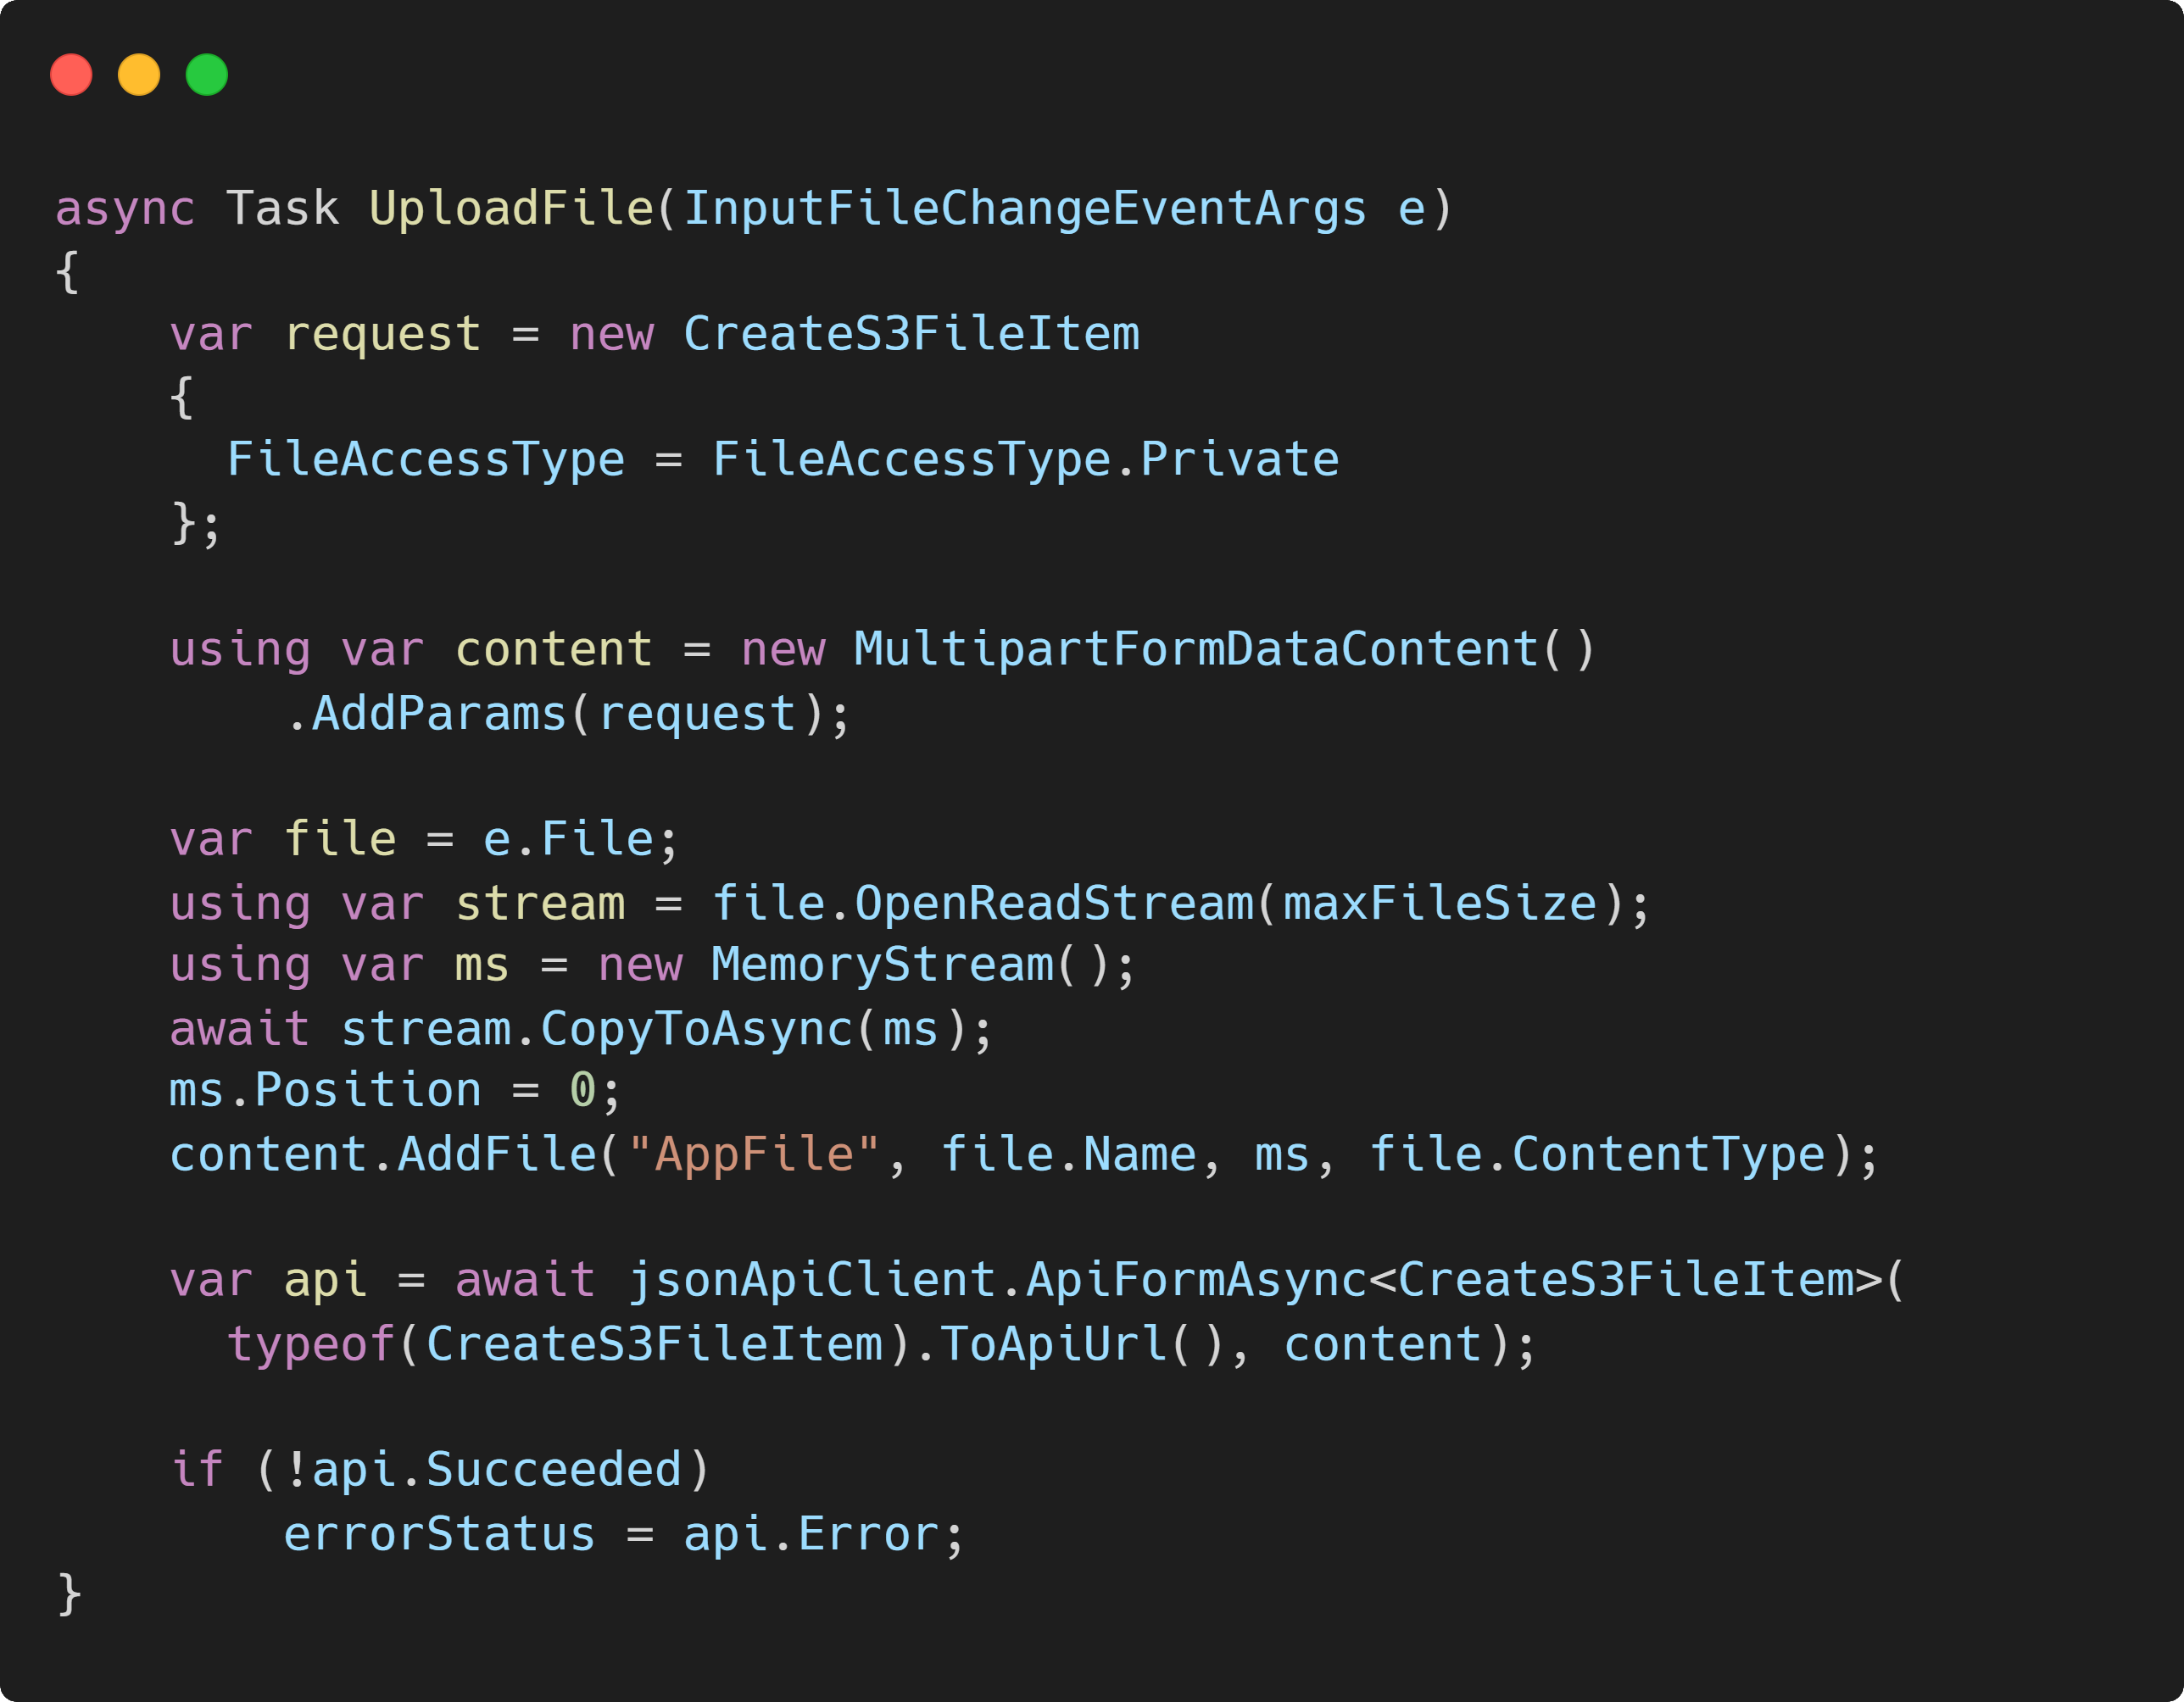 async Task UploadFile(InputFileChangeEventArgs e)
{
    var request = new CreateS3FileItem
    {
      FileAccessType = FileAccessType.Private
    };

    using var content = new MultipartFormDataContent()
        .AddParams(request);

    var file = e.File;
    using var stream = file.OpenReadStream(maxFileSize);
    using var ms = new MemoryStream();
    await stream.CopyToAsync(ms);
    ms.Position = 0;
    content.AddFile("AppFile", file.Name, ms, file.ContentType);

    var api = await jsonApiClient.ApiFormAsync<CreateS3FileItem>(
      typeof(CreateS3FileItem).ToApiUrl(), content);

    if (!api.Succeeded)
        errorStatus = api.Error;
}